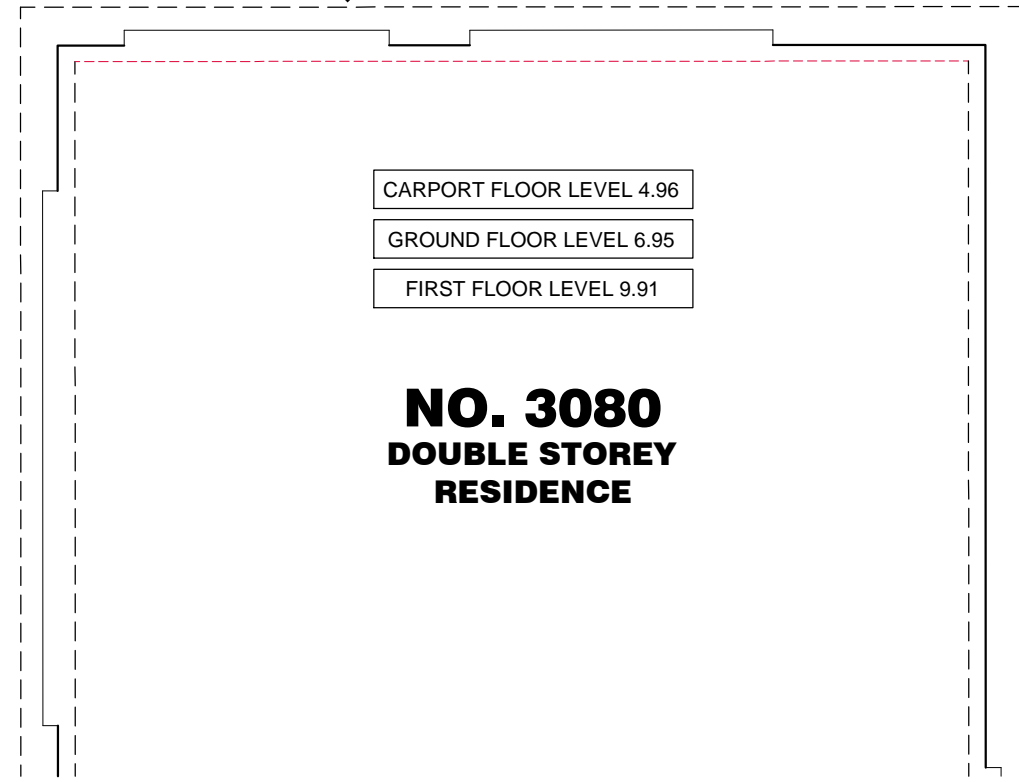 CARPORT FLOOR LEVEL 4.96
GROUND FLOOR LEVEL 6.95
FIRST FLOOR LEVEL 9.91
NO. 3080
DOUBLE STOREY
RESIDENCE